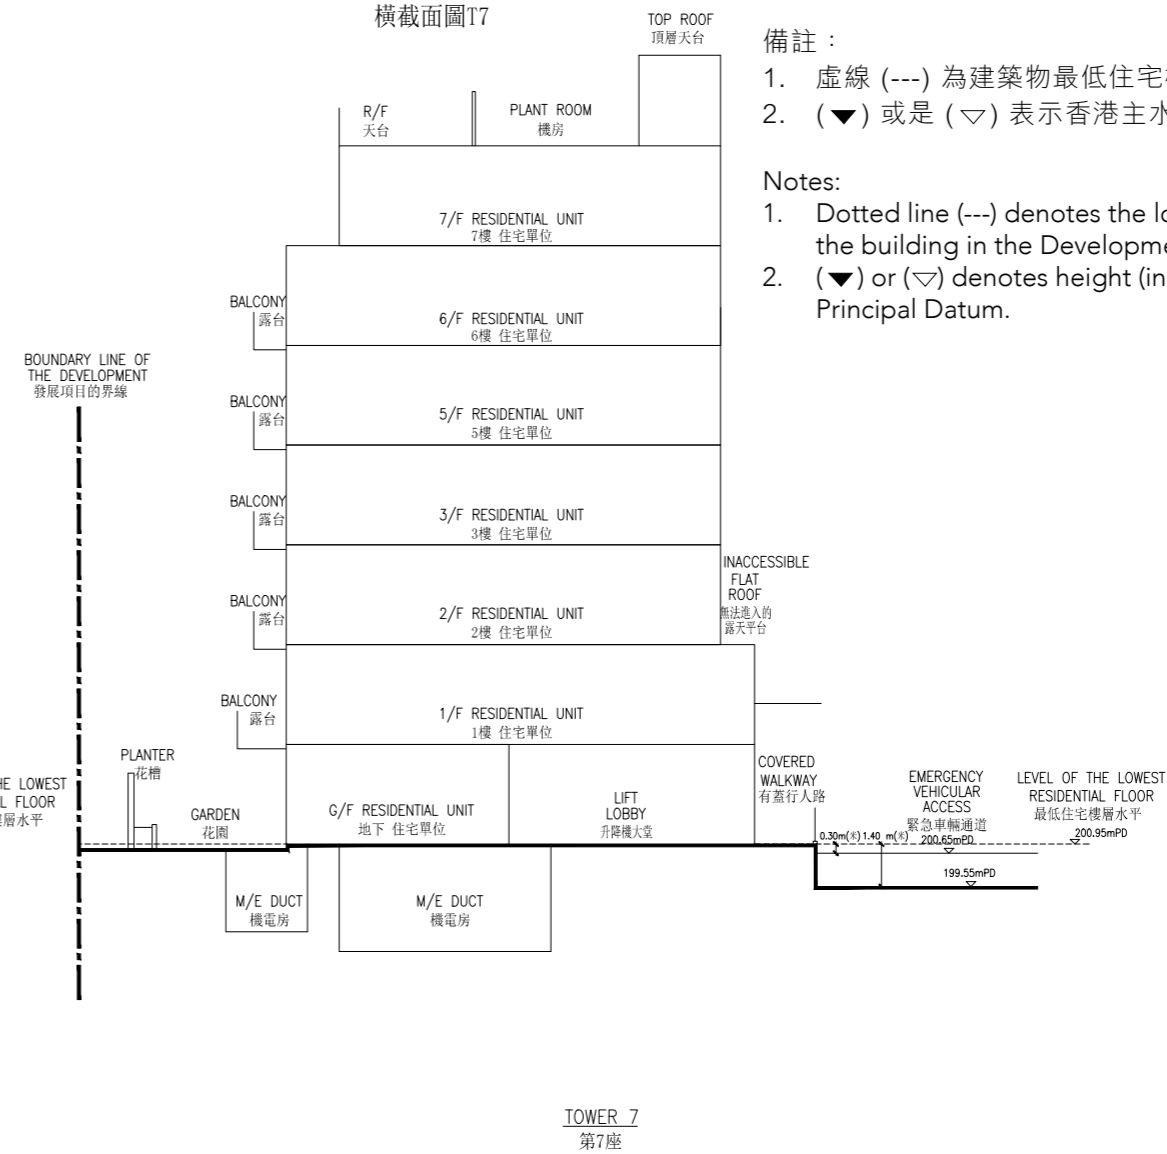 橫截面圖T7
TOP ROOF
頂層天台
備註：
1. 虛線 (---) 為建築物最低住宅
2. (▼) 或是 (▽) 表示香港主水
Notes:
1. Dotted line (---) denotes the lo
the building in the Developme
2. (▼) or (▽) denotes height (in
Principal Datum.
R/F
天台
PLANT ROOM
機房
7/F RESIDENTIAL UNIT
7樓 住宅單位
BALCONY
露台
6/F RESIDENTIAL UNIT
6樓 住宅單位
BOUNDARY LINE OF
THE DEVELOPMENT
發展項目的界線
BALCONY
露台
5/F RESIDENTIAL UNIT
5樓 住宅單位
BALCONY
露台
3/F RESIDENTIAL UNIT
3樓 住宅單位
INACCESSIBLE
FLAT
ROOF
無法進入的
露天平台
BALCONY
露台
2/F RESIDENTIAL UNIT
2樓 住宅單位
BALCONY
露台
1/F RESIDENTIAL UNIT
1樓 住宅單位
PLANTER
花槽
HE LOWEST
L FLOOR
層水平
GARDEN
花園
G/F RESIDENTIAL UNIT
地下 住宅單位
LIFT
LOBBY
升降機大堂
COVERED
WALKWAY
有蓋行人路
EMERGENCY
VEHICULAR
ACCESS
緊急車輛通道
LEVEL OF THE LOWEST
RESIDENTIAL FLOOR
最低住宅樓層水平
0.30m(米) 1.40 m(米)
200.65mPD
200.95mPD
199.55mPD
M/E DUCT
機電房
M/E DUCT
機電房
TOWER 7
第7座